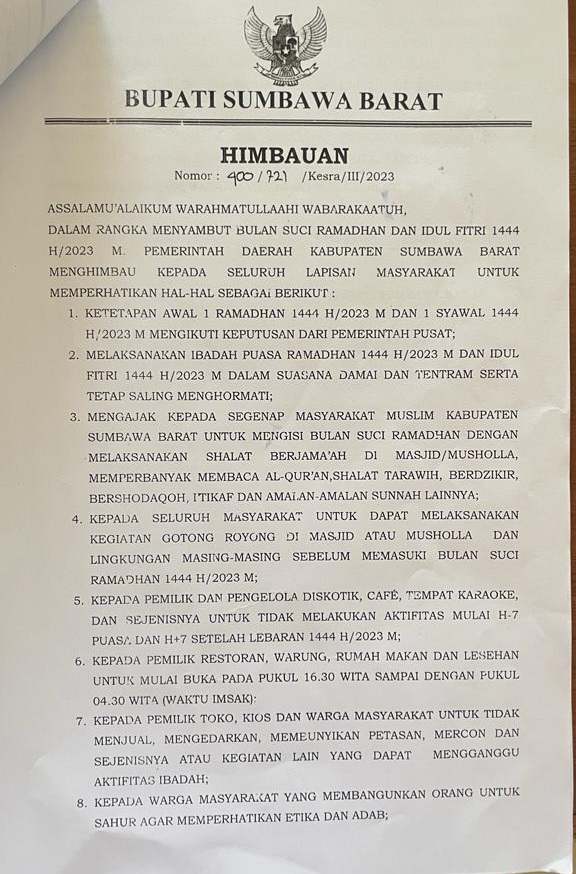 BUPATI SUMBAWA BARAT
HIMBAUAN
Nomor : 400/721 /Kesra/III/2023
ASSALAMU'ALAIKUM WARAHMATULLAAHI WABARAKAATUH,
DALAM RANGKA MENYAMBUT BULAN SUCI RAMADHAN DAN IDUL FITRI 1444
H/2023 M. PEMERINTAH DAERAH KABUPATEN SUMBAWA BARAT
MENGHIMBAU KEPADA SELURUH LAPISAN MASYARAKAT UNTUK
MEMPERHATIKAN HAL-HAL SEBAGAI BERIKUT :
1. KETETAPAN AWAL 1 RAMADHAN 1444 H/2023 M DAN 1 SYAWAL 1444
H/2023 M MENGIKUTI KEPUTUSAN DARI PEMERINTAH PUSAT;
2. MELAKSANAKAN IBADAH PUASA RAMADHAN 1444 H/2023 M DAN IDUL
FITRI 1444 H/2023 M DALAM SUASANA DAMAI DAN TENTRAM SERTA
TETAP SALING MENGHORMATI;
3. MENGAJAK KEPADA SEGENAP MASYARAKAT MUSLIM KABUPATEN
SUMBAWA BARAT UNTUK MENGISI BULAN SUCI RAMADHAN DENGAN
MELAKSANAKAN SHALAT BERJAMA'AH DI MASJID/MUSHOLLA,
MEMPERBANYAK MEMBACA AL-QUR'AN,SHALAT TARAWIH, BERDZIKIR,
BERSHODAQOH, I'TIKAF DAN AMALAN-AMALAN SUNNAH LAINNYA;
4. KEPADA SELURUH MASYARAKAT UNTUK DAPAT MELAKSANAKAN
KEGIATAN GOTONG ROYONG DI MASJID ATAU MUSHOLLA DAN
LINGKUNGAN MASING-MASING SEBELUM MEMASUKI BULAN SUCI
RAMADHAN 1444 H/2023 M;
5. KEPADA PEMILIK DAN PENGELOLA DISKOTIK, CAFÉ, TEMPAT KARAOKE,
DAN SEJENISNYA UNTUK TIDAK MELAKUKAN AKTIFITAS MULAI H-7
PUASA DAN H+7 SETELAH LEBARAN 1444 H/2023 M;
6. KEPADA PEMILIK RESTORAN, WARUNG, RUMAH MAKAN DAN LESEHAN
UNTUK MULAI BUKA PADA PUKUL 16.30 WITA SAMPAI DENGAN PUKUL
04.30 WITA (WAKTU IMSAK);
7. KEPADA PEMILIK TOKO, KIOS DAN WARGA MASYARAKAT UNTUK TIDAK
MENJUAL, MENGEDARKAN, MEMBUNYIKAN PETASAN, MERCON DAN
SEJENISNYA ATAU KEGIATAN LAIN YANG DAPAT MENGGANGGU
AKTIFITAS IBADAH;
8. KEPADA WARGA MASYARAKAT YANG MEMBANGUNKAN ORANG UNTUK
SAHUR AGAR MEMPERHATIKAN ETIKA DAN ADAB;